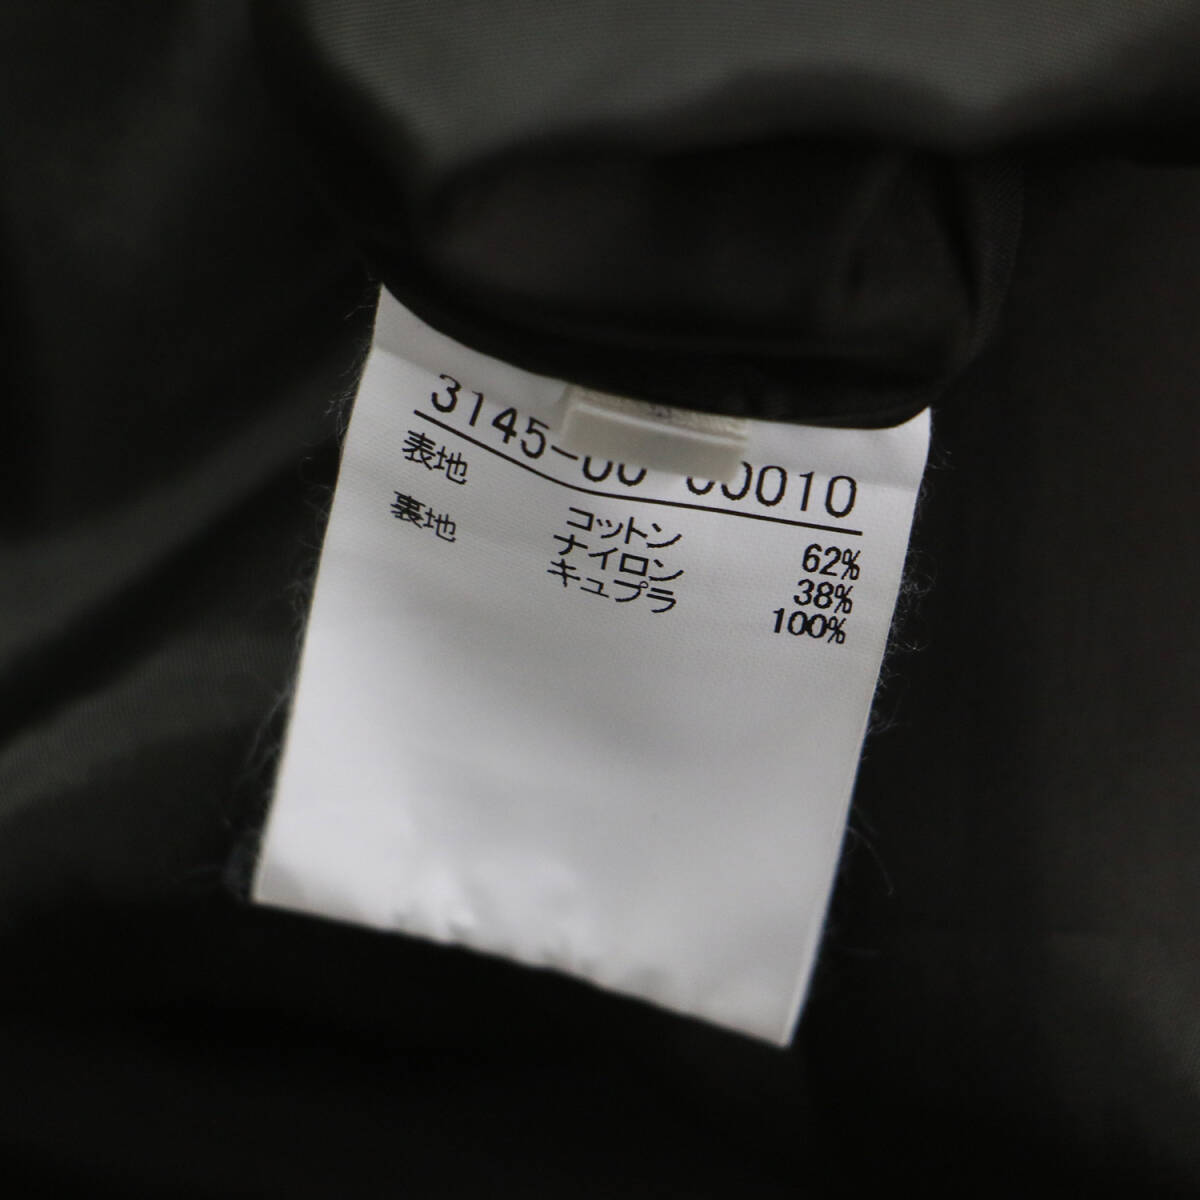 3145-00 00010
表地 コットン 62%
ナイロン 38%
裏地 キュプラ 100%